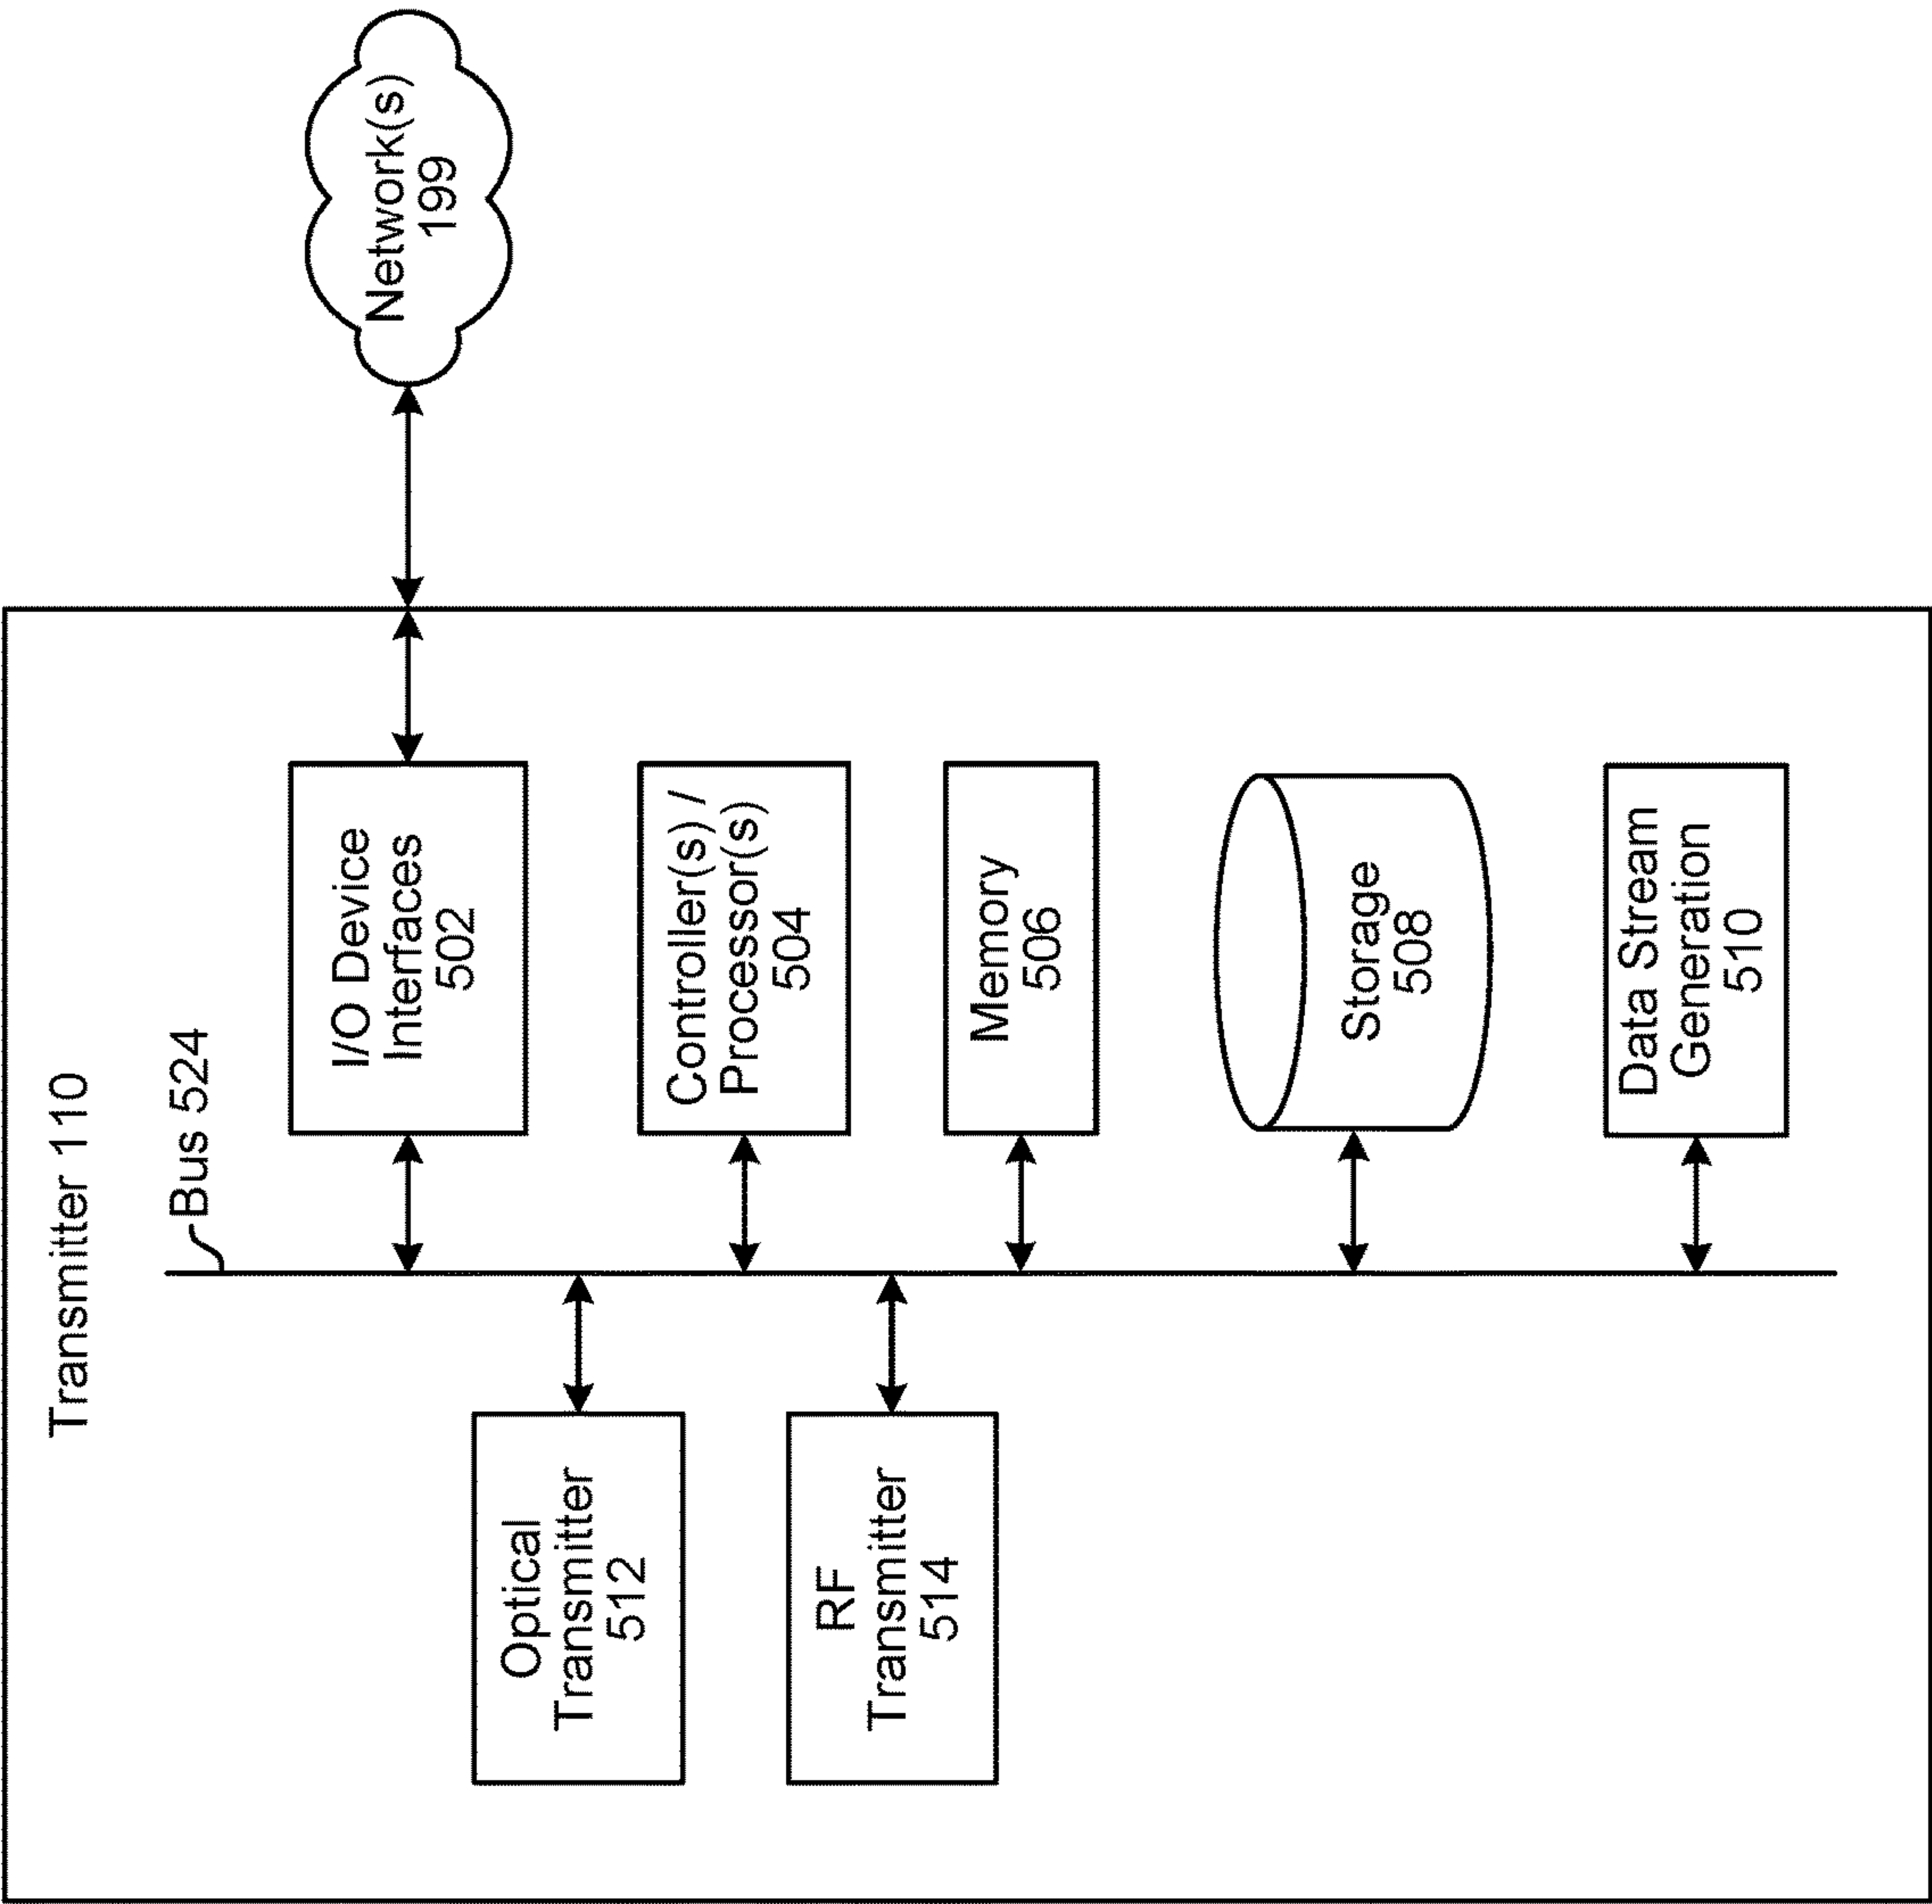 Transmitter 110
Bus 524
Network(s)
199
I/O Device
Interfaces
502
Controller(s) /
Processor(s)
504
Memory
506
Storage
508
Data Stream
Generation
510
Optical
Transmitter
512
RF
Transmitter
514